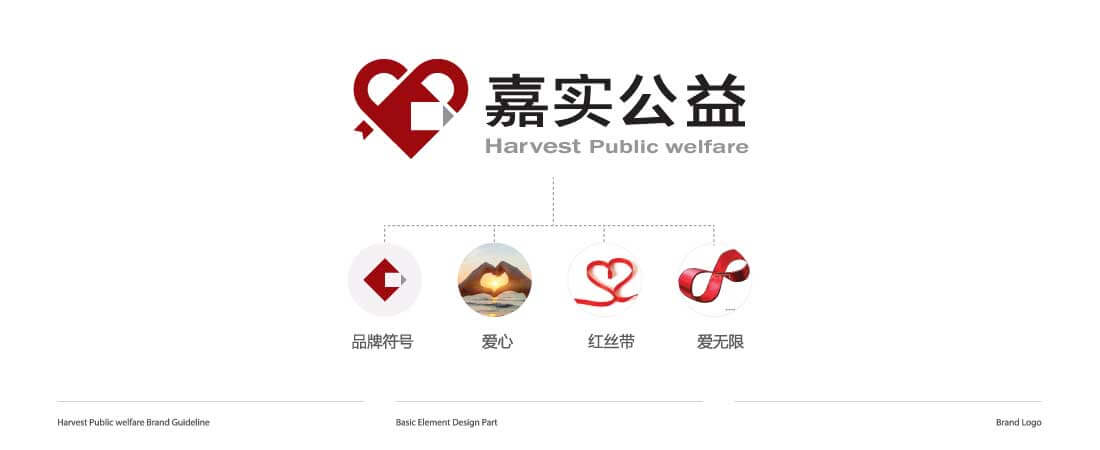 嘉实公益
Harvest Public welfare
品牌符号
爱心
红丝带
爱无限
Harvest Public welfare Brand Guideline
Basic Element Design Part
Brand Logo